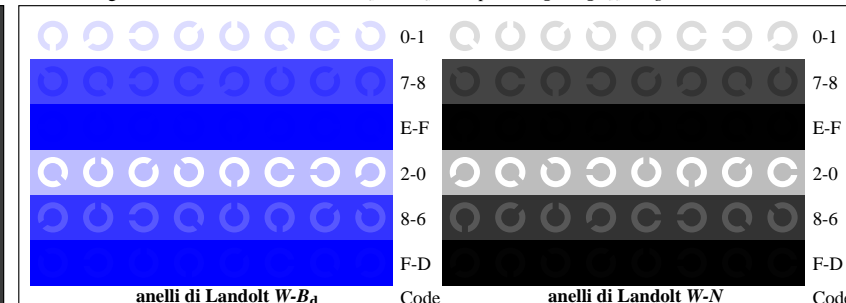 0-1 0-1
7-8 7-8
E-F E-F
2-0 2-0
8-6 8-6
F-D F-D
anelli di Landolt W-Bd Code anelli di Landolt W-N Code